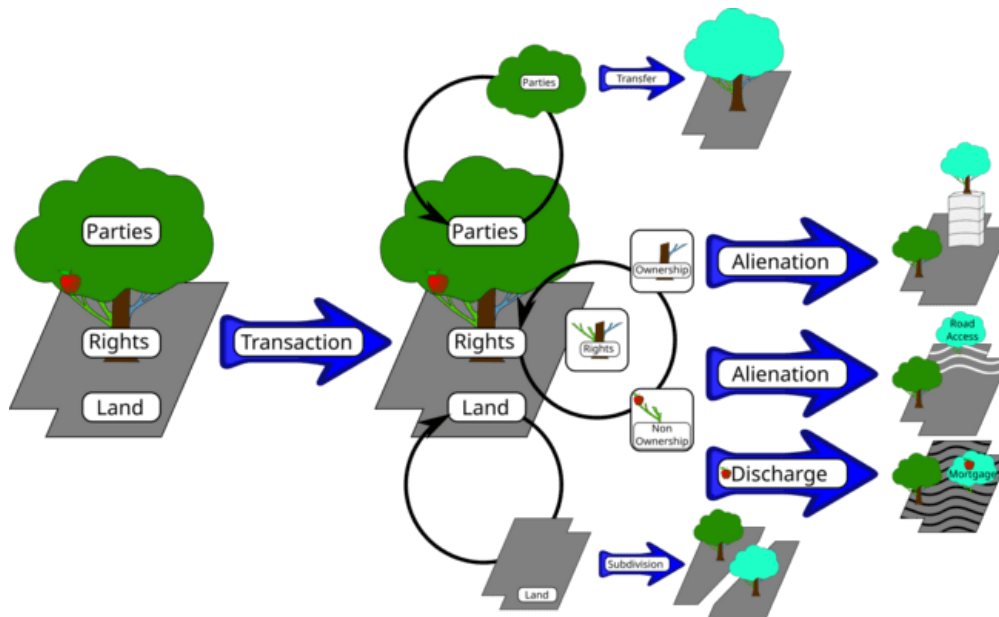 Parties
Transfer
Parties
Parties
Ownership
Alienation
Rights
Transaction
Rights
Rights
Road
Access
Alienation
Land
Land
Non
Ownership
Discharge
Mortgage
Subdivision
Land